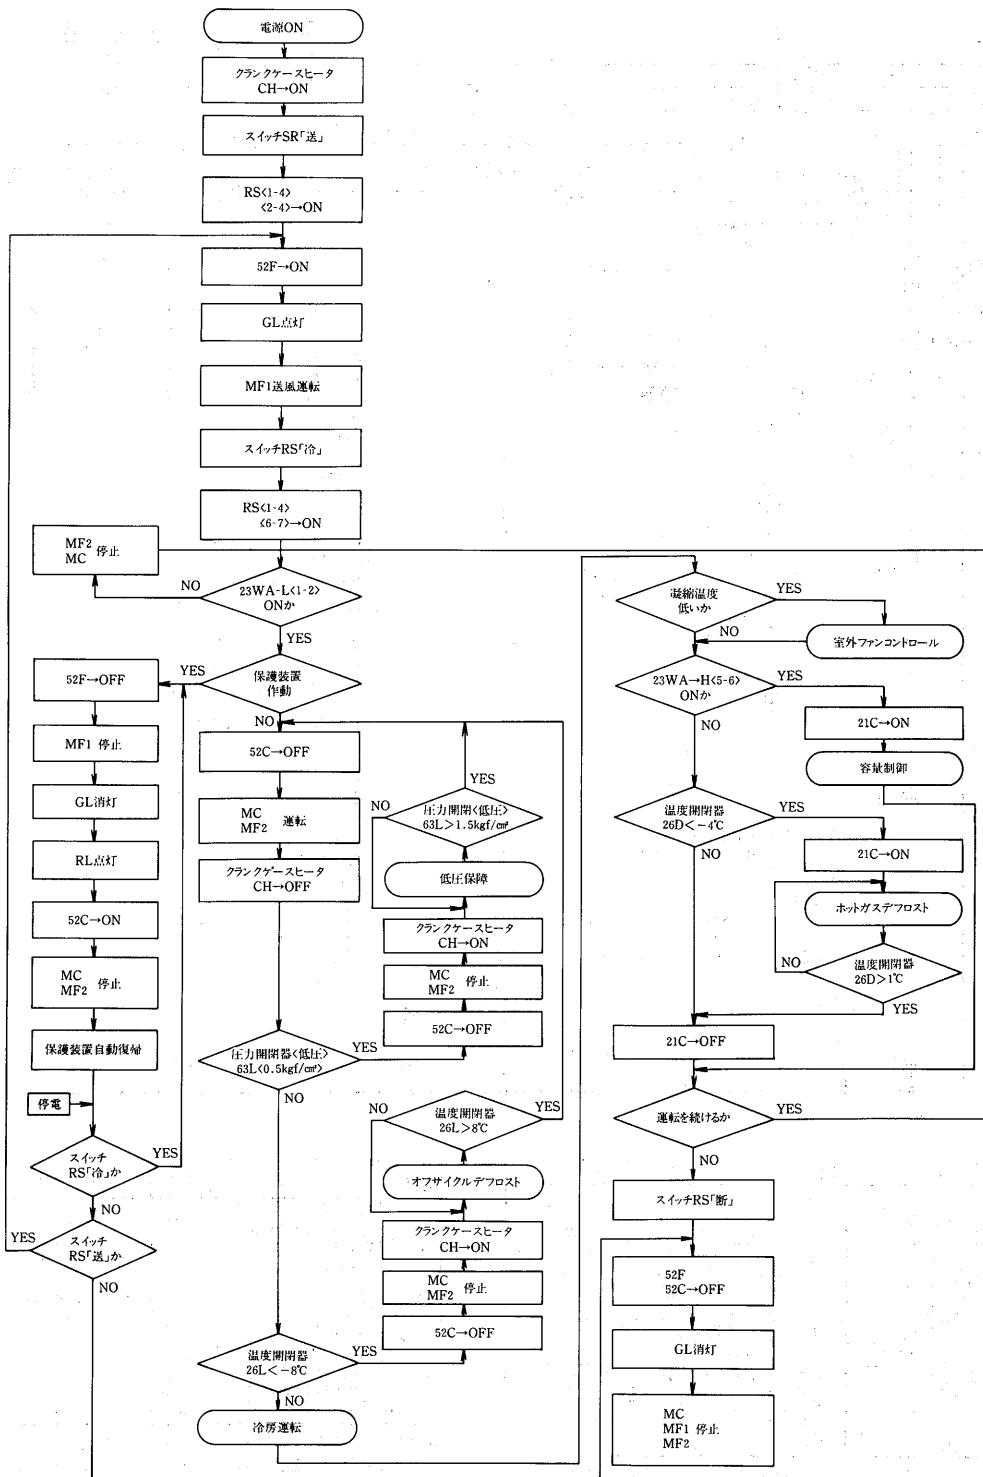 電源ON
クランクケースヒータ
CH→ON
スイッチSR「送」
RS<1-4>
<2-4>→ON
52F→ON
GL点灯
MF1送風運転
スイッチRS「冷」
RS<1-4>
<6-7>→ON
MF2
MC 停止
NO
23WA-L<1-2>
ONか
YES
保護装置
作動
YES
NO
52F→OFF
MF1 停止
GL消灯
RL点灯
52C→ON
MC
MF2 停止
保護装置自動復帰
停電
スイッチ
RS「冷」か
YES
NO
スイッチ
RS「送」か
YES
NO
52C→OFF
MC
MF2 運転
クランクケースヒータ
CH→OFF
圧力開閉器<低圧>
63L<0.5kgf/cm²>
YES
NO
52C→OFF
MC
MF2 停止
クランクケースヒータ
CH→ON
低圧保障
圧力開閉<低圧>
63L>1.5kgf/cm²
NO
YES
温度開閉器
26L<-8℃
YES
NO
52C→OFF
MC
MF2 停止
クランクケースヒータ
CH→ON
オフサイクルデフロスト
温度開閉器
26L>8℃
NO
YES
冷房運転
凝縮温度
低いか
YES
NO
室外ファンコントロール
23WA→H<5-6>
ONか
YES
NO
21C→ON
容量制御
温度開閉器
26D<-4℃
YES
NO
21C→ON
ホットガスデフロスト
温度開閉器
26D>1℃
NO
YES
21C→OFF
運転を続けるか
YES
NO
スイッチRS「断」
52F
52C→OFF
GL消灯
MC
MF1 停止
MF2